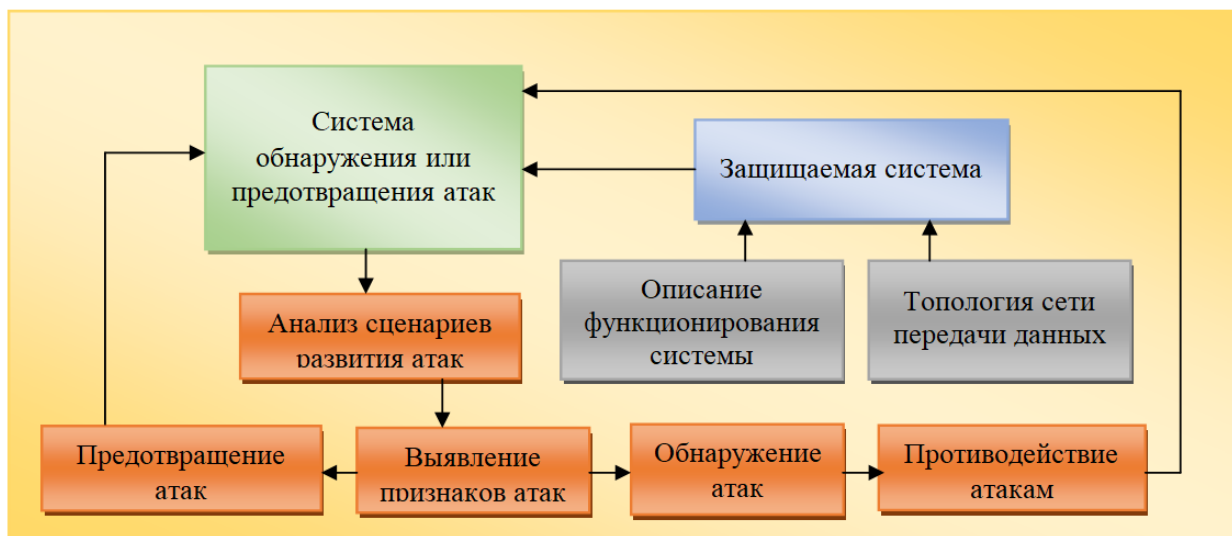 Система
обнаружения или
предотвращения атак
Защищаемая система
Описание
функционирования
системы
Топология сети
передачи данных
Анализ сценариев
развития атак
Предотвращение
атак
Выявление
признаков атак
Обнаружение
атак
Противодействие
атакам